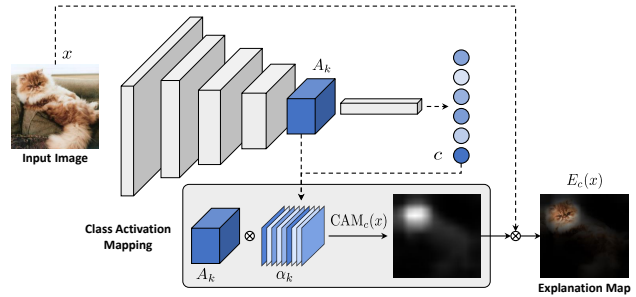 x
A_k
Input Image
c
E_c(x)
CAM_c(x)
Class Activation
Mapping
A_k
α_k
Explanation Map